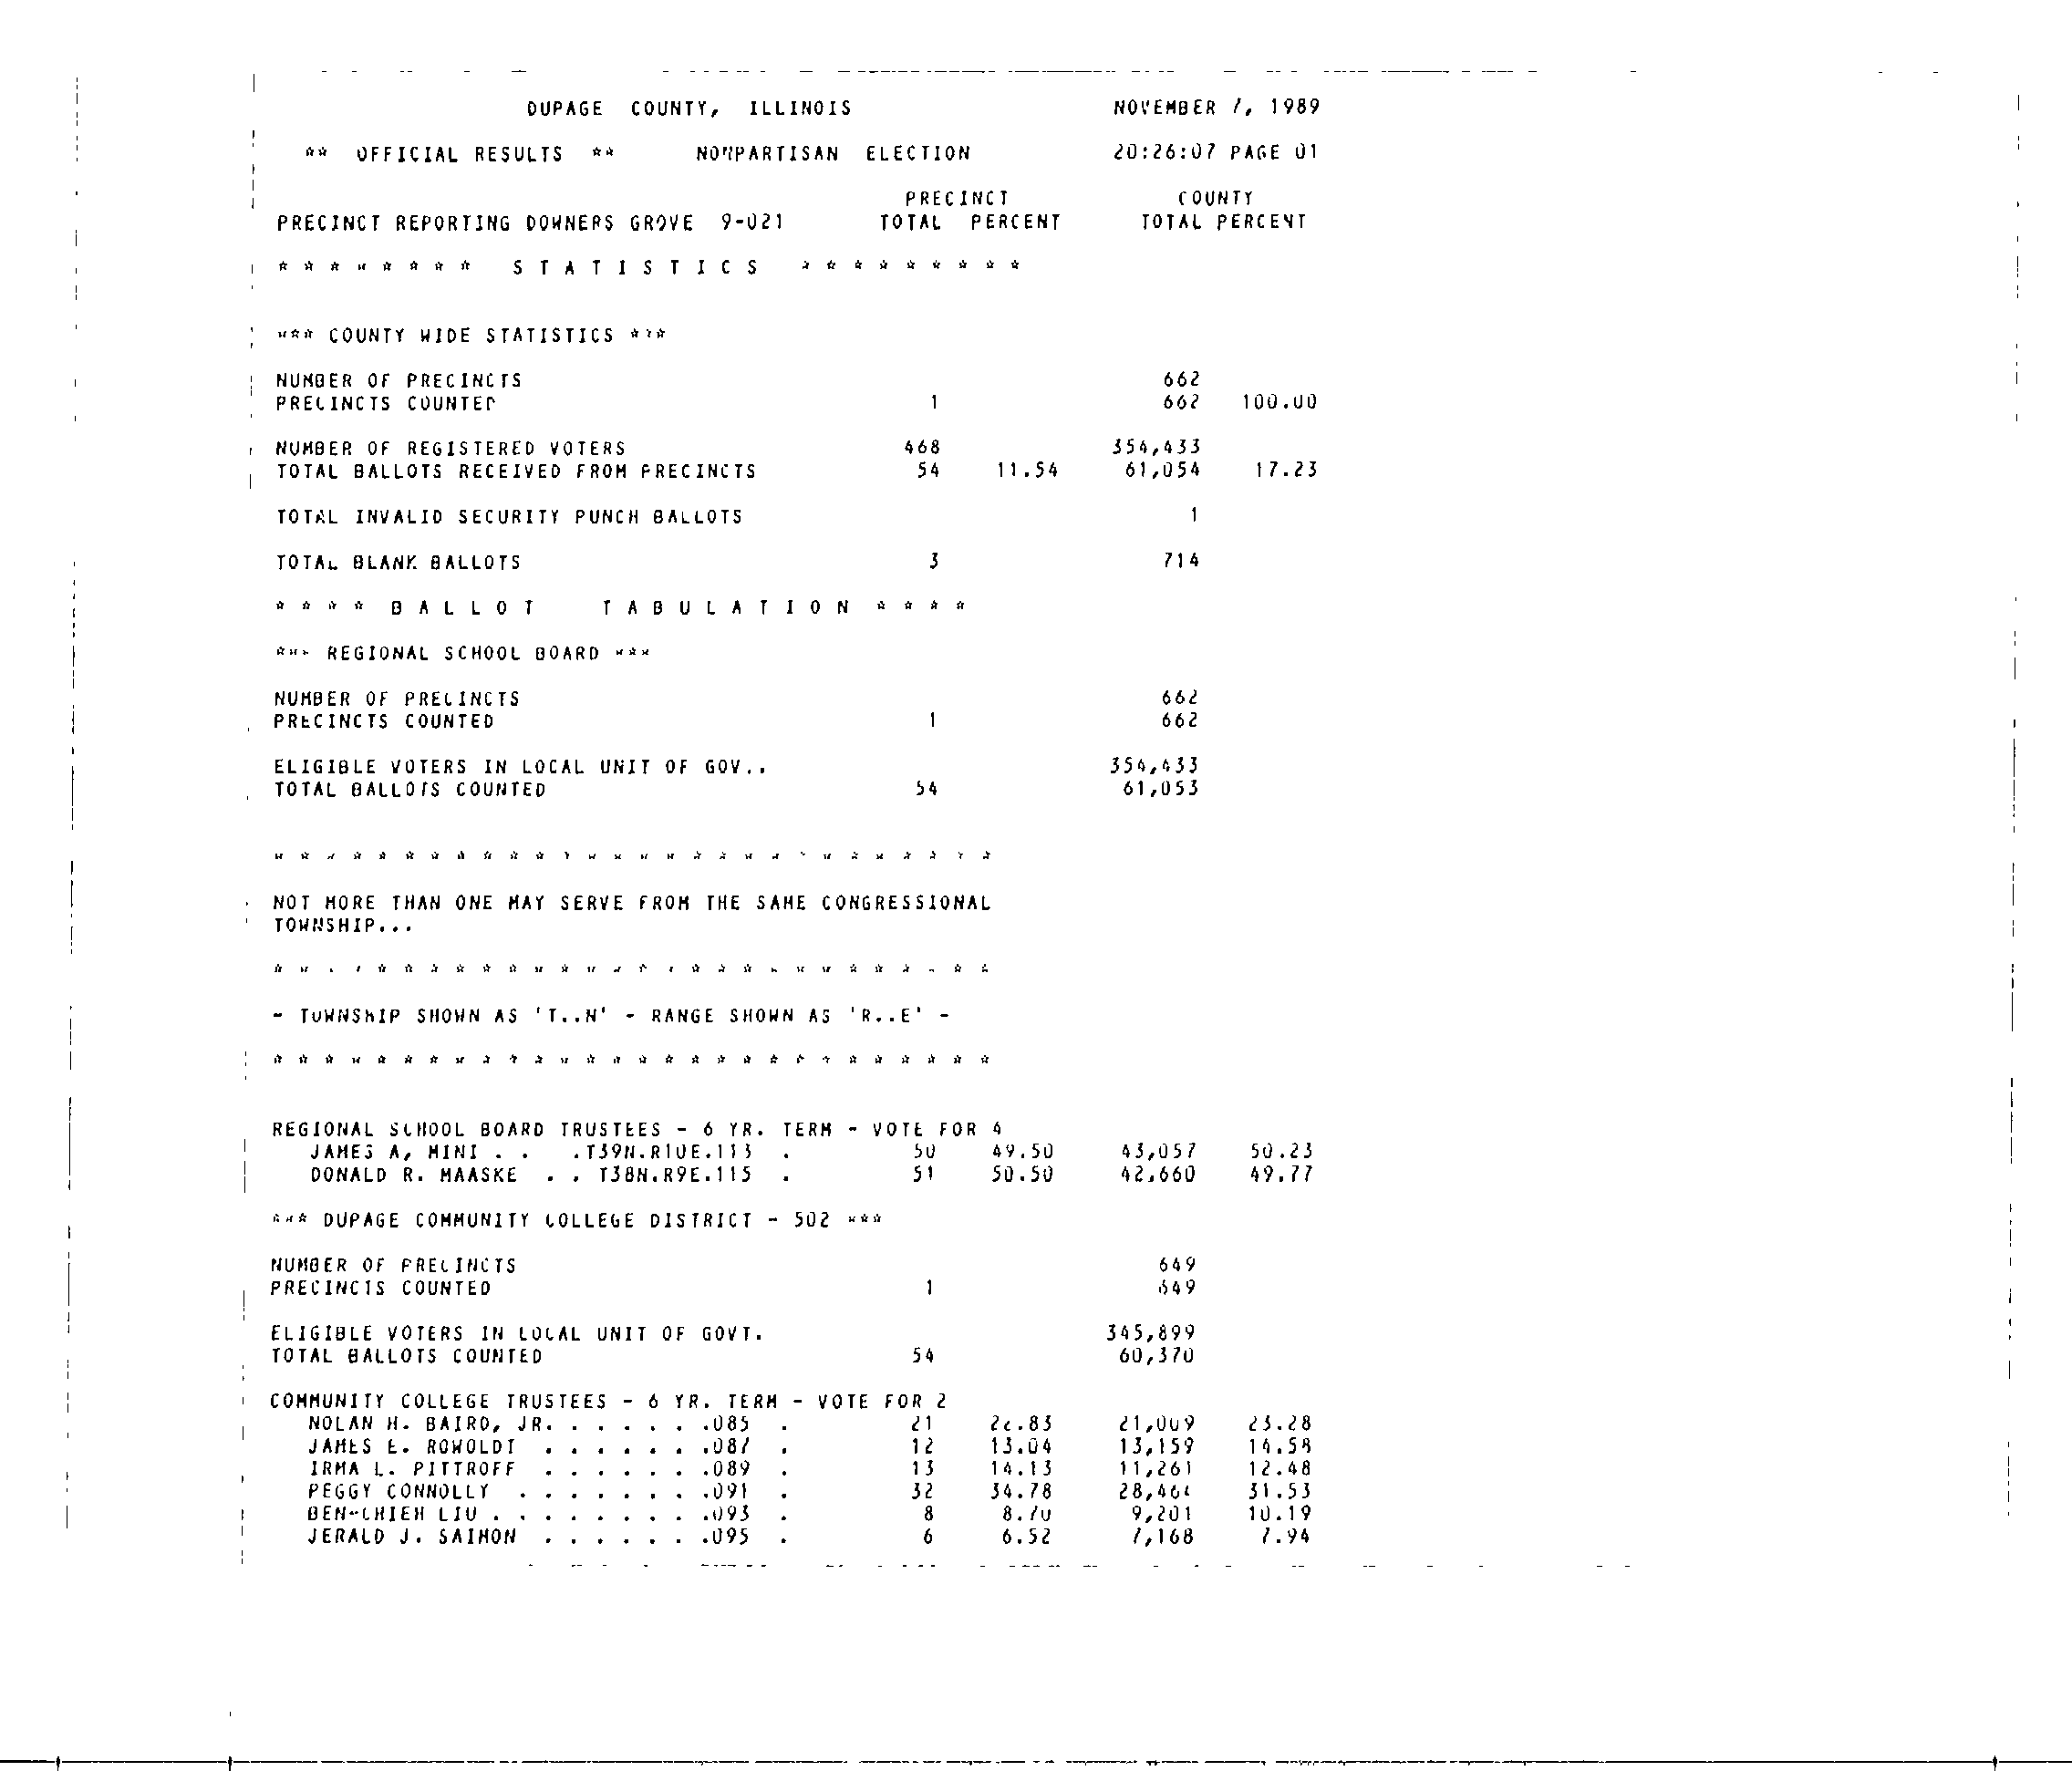 DUPAGE COUNTY, ILLINOIS NOVEMBER 7, 1989
** OFFICIAL RESULTS ** NONPARTISAN ELECTION 20:26:07 PAGE 01
PRECINCT COUNTY
PRECINCT REPORTING DOWNERS GROVE 9-021 TOTAL PERCENT TOTAL PERCENT
* * * * * * * * S T A T I S T I C S * * * * * * * * *
*** COUNTY WIDE STATISTICS ***
NUMBER OF PRECINCTS 662
PRECINCTS COUNTED 1 662 100.00
NUMBER OF REGISTERED VOTERS 468 354,433
TOTAL BALLOTS RECEIVED FROM PRECINCTS 54 11.54 61,054 17.23
TOTAL INVALID SECURITY PUNCH BALLOTS 1
TOTAL BLANK BALLOTS 3 714
* * * * B A L L O T T A B U L A T I O N * * * *
*** REGIONAL SCHOOL BOARD ***
NUMBER OF PRECINCTS 662
PRECINCTS COUNTED 1 662
ELIGIBLE VOTERS IN LOCAL UNIT OF GOV.. 354,433
TOTAL BALLOTS COUNTED 54 61,053
* * * * * * * * * * * * * * * * * * * * * * * * * * * *
NOT MORE THAN ONE MAY SERVE FROM THE SAME CONGRESSIONAL
TOWNSHIP...
* * * * * * * * * * * * * * * * * * * * * * * * * * * *
- TOWNSHIP SHOWN AS 'T..N' - RANGE SHOWN AS 'R..E' -
* * * * * * * * * * * * * * * * * * * * * * * * * * * *
REGIONAL SCHOOL BOARD TRUSTEES - 6 YR. TERM - VOTE FOR 4
JAMES A, MINI . . .T39N.R10E.113 . 50 49.50 43,057 50.23
DONALD R. MAASKE . . T38N.R9E.115 . 51 50.50 42,660 49.77
*** DUPAGE COMMUNITY COLLEGE DISTRICT - 502 ***
NUMBER OF PRECINCTS 649
PRECINCTS COUNTED 1 649
ELIGIBLE VOTERS IN LOCAL UNIT OF GOVT. 345,899
TOTAL BALLOTS COUNTED 54 60,370
COMMUNITY COLLEGE TRUSTEES - 6 YR. TERM - VOTE FOR 2
NOLAN H. BAIRD, JR. . . . . . .085 . 21 22.83 21,009 23.28
JAMES E. ROWOLDT . . . . . . .087 . 12 13.04 13,159 14.58
IRMA L. PITTROFF . . . . . . .089 . 13 14.13 11,261 12.48
PEGGY CONNOLLY . . . . . . . .091 . 32 34.78 28,462 31.53
BEN-CHIEH LIU . . . . . . . . .093 . 8 8.70 9,201 10.19
JERALD J. SAIMON . . . . . . .095 . 6 6.52 7,168 7.94